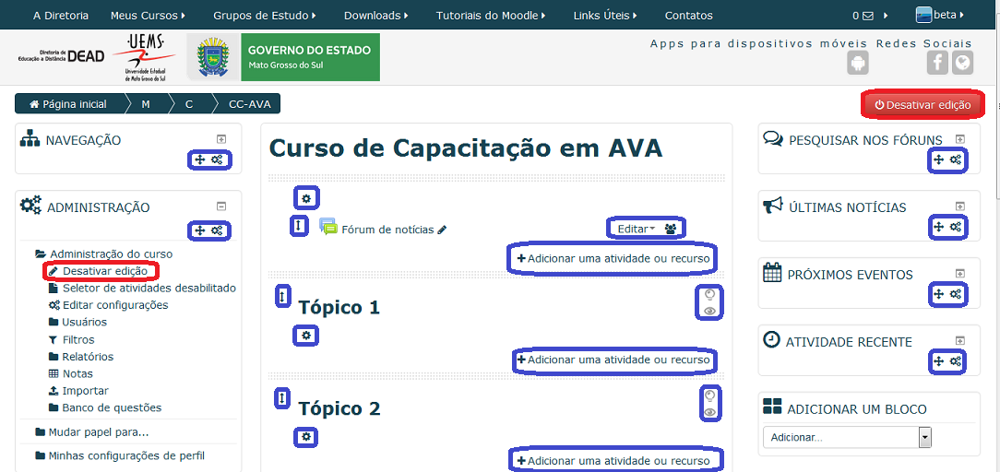 A Diretoria Meus Cursos Grupos de Estudo Downloads Tutoriais do Moodle Links Úteis Contatos 0 beta
Diretoria de
Educação a Distância DEAD
UEMS
Universidade Estadual
de Mato Grosso do Sul
GOVERNO DO ESTADO
Mato Grosso do Sul
Apps para dispositivos móveis Redes Sociais
Página inicial M C CC-AVA
Desativar edição
NAVEGAÇÃO
ADMINISTRAÇÃO
Administração do curso
Desativar edição
Seletor de atividades desabilitado
Editar configurações
Usuários
Filtros
Relatórios
Notas
Importar
Banco de questões
Mudar papel para...
Minhas configurações de perfil
Curso de Capacitação em AVA
Fórum de notícias Editar
Adicionar uma atividade ou recurso
Tópico 1
Adicionar uma atividade ou recurso
Tópico 2
Adicionar uma atividade ou recurso
PESQUISAR NOS FÓRUNS
ÚLTIMAS NOTÍCIAS
PRÓXIMOS EVENTOS
ATIVIDADE RECENTE
ADICIONAR UM BLOCO
Adicionar...